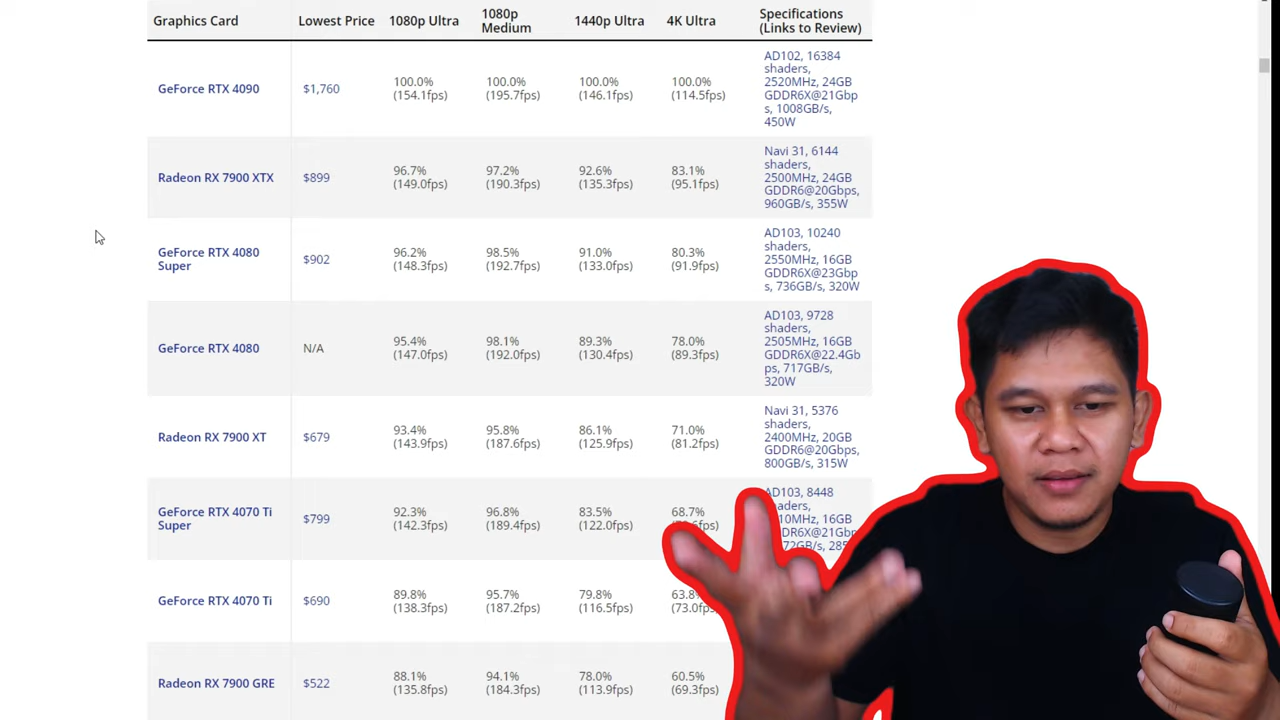 Graphics Card
Lowest Price
1080p Ultra
1080p
Medium
1440p Ultra
4K Ultra
Specifications
(Links to Review)
GeForce RTX 4090
$1,760
100.0%
(154.1fps)
100.0%
(195.7fps)
100.0%
(146.1fps)
100.0%
(114.5fps)
AD102, 16384
shaders,
2520MHz, 24GB
GDDR6X@21Gbp
s, 1008GB/s,
450W
Radeon RX 7900 XTX
$899
96.7%
(149.0fps)
97.2%
(190.3fps)
92.6%
(135.3fps)
83.1%
(95.1fps)
Navi 31, 6144
shaders,
2500MHz, 24GB
GDDR6@20Gbps,
960GB/s, 355W
GeForce RTX 4080
Super
$902
96.2%
(148.3fps)
98.5%
(192.7fps)
91.0%
(133.0fps)
80.3%
(91.9fps)
AD103, 10240
shaders,
2550MHz, 16GB
GDDR6X@23Gbp
s, 736GB/s, 320W
GeForce RTX 4080
N/A
95.4%
(147.0fps)
98.1%
(192.0fps)
89.3%
(130.4fps)
78.0%
(89.3fps)
AD103, 9728
shaders,
2505MHz, 16GB
GDDR6X@22.4Gb
ps, 717GB/s,
320W
Radeon RX 7900 XT
$679
93.4%
(143.9fps)
95.8%
(187.6fps)
86.1%
(125.9fps)
71.0%
(81.2fps)
Navi 31, 5376
shaders,
2400MHz, 20GB
GDDR6@20Gbps,
800GB/s, 315W
GeForce RTX 4070 Ti
Super
$799
92.3%
(142.3fps)
96.8%
(189.4fps)
83.5%
(122.0fps)
68.7%
AD103, 8448
16GB
GeForce RTX 4070 Ti
$690
89.8%
(138.3fps)
95.7%
(187.2fps)
79.8%
(116.5fps)
63.8%
(73.0fps)
Radeon RX 7900 GRE
$522
88.1%
(135.8fps)
94.1%
(184.3fps)
78.0%
(113.9fps)
60.5%
(69.3fps)